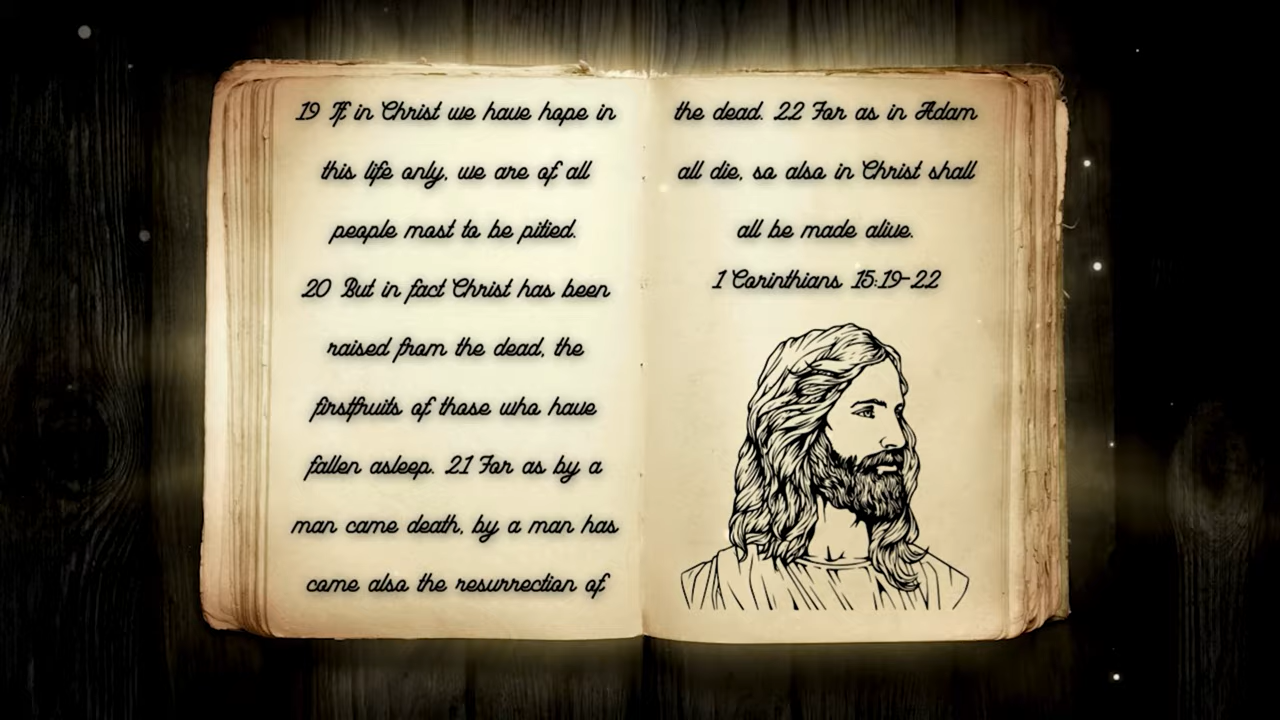 19 If in Christ we have hope in
this life only, we are of all
people most to be pitied.
20 But in fact Christ has been
raised from the dead, the
firstfruits of those who have
fallen asleep. 21 For as by a
man came death, by a man has
come also the resurrection of
the dead. 22 For as in Adam
all die, so also in Christ shall
all be made alive.
1 Corinthians 15:19-22